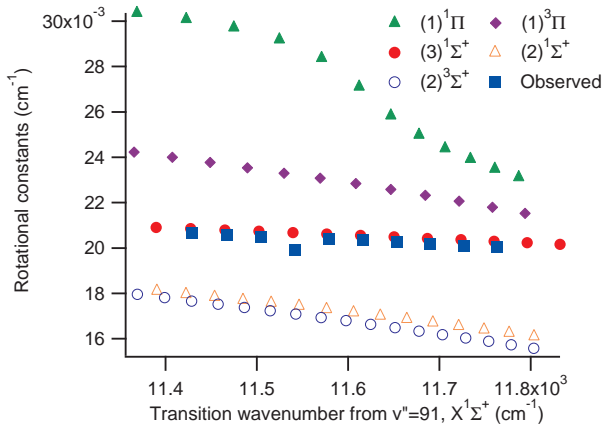 30x10⁻³
28
26
24
22
20
18
16
Rotational constants (cm⁻¹)
(1)¹Π
(1)³Π
(3)¹Σ⁺
(2)¹Σ⁺
(2)³Σ⁺
Observed
11.4
11.5
11.6
11.7
11.8x10³
Transition wavenumber from v"=91, X¹Σ⁺ (cm⁻¹)